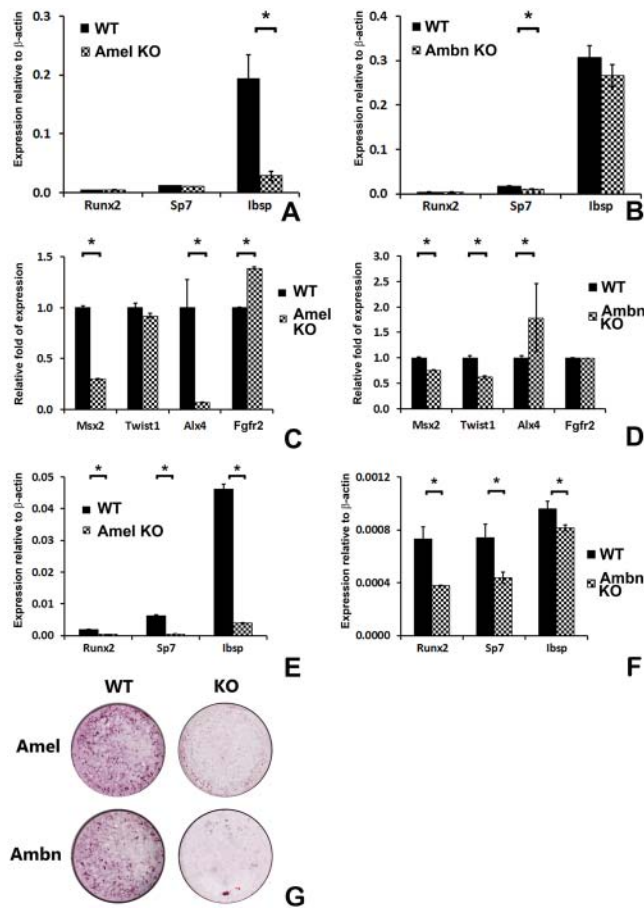 Expression relative to β-actin
0.3
0.2
0.1
0.0
WT
Amel KO
*
Runx2 Sp7 Ibsp
A
Expression relative to β-actin
0.4
0.3
0.2
0.1
0.0
WT
Ambn KO
*
Runx2 Sp7 Ibsp
B
Relative fold of expression
1.5
1.0
0.5
0.0
* * *
WT
Amel
KO
Msx2 Twist1 Alx4 Fgfr2
C
Relative fold of expression
3.0
2.5
2.0
1.5
1.0
0.5
0.0
* * *
WT
Ambn
KO
Msx2 Twist1 Alx4 Fgfr2
D
Expression relative to β-actin
0.05
0.04
0.03
0.02
0.01
0.00
* * *
WT
Amel KO
Runx2 Sp7 Ibsp
E
Expression relative to β-actin
0.0012
0.0008
0.0004
0.0000
* * *
WT
Ambn
KO
Runx2 Sp7 Ibsp
F
WT KO
Amel
Ambn
G